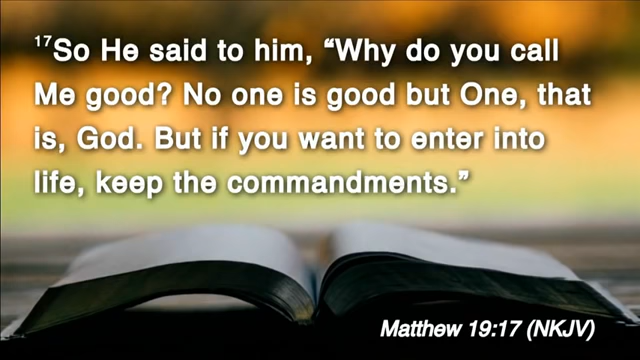 17So He said to him, “Why do you call
Me good? No one is good but One, that
is, God. But if you want to enter into
life, keep the commandments.”
Matthew 19:17 (NKJV)